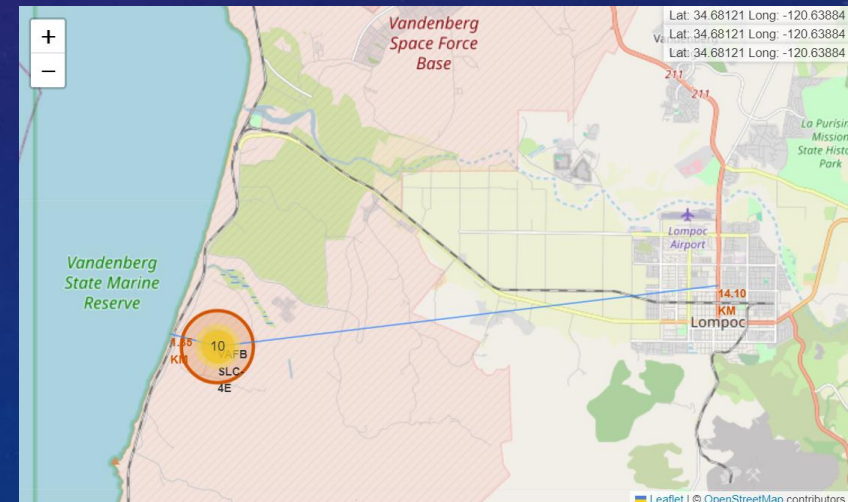 +
−
Vandenberg
Space Force
Base
Lat: 34.68121 Long: -120.63884
Lat: 34.68121 Long: -120.63884
Lat: 34.68121 Long: -120.63884
211
211
La Purísima
Mission
State Histo
Park
Lompoc
Airport
Vandenberg
State Marine
Reserve
14.10
KM
Lompoc
KM
10
VAFB
SLC-
4E
Leaflet | © OpenStreetMap contributors